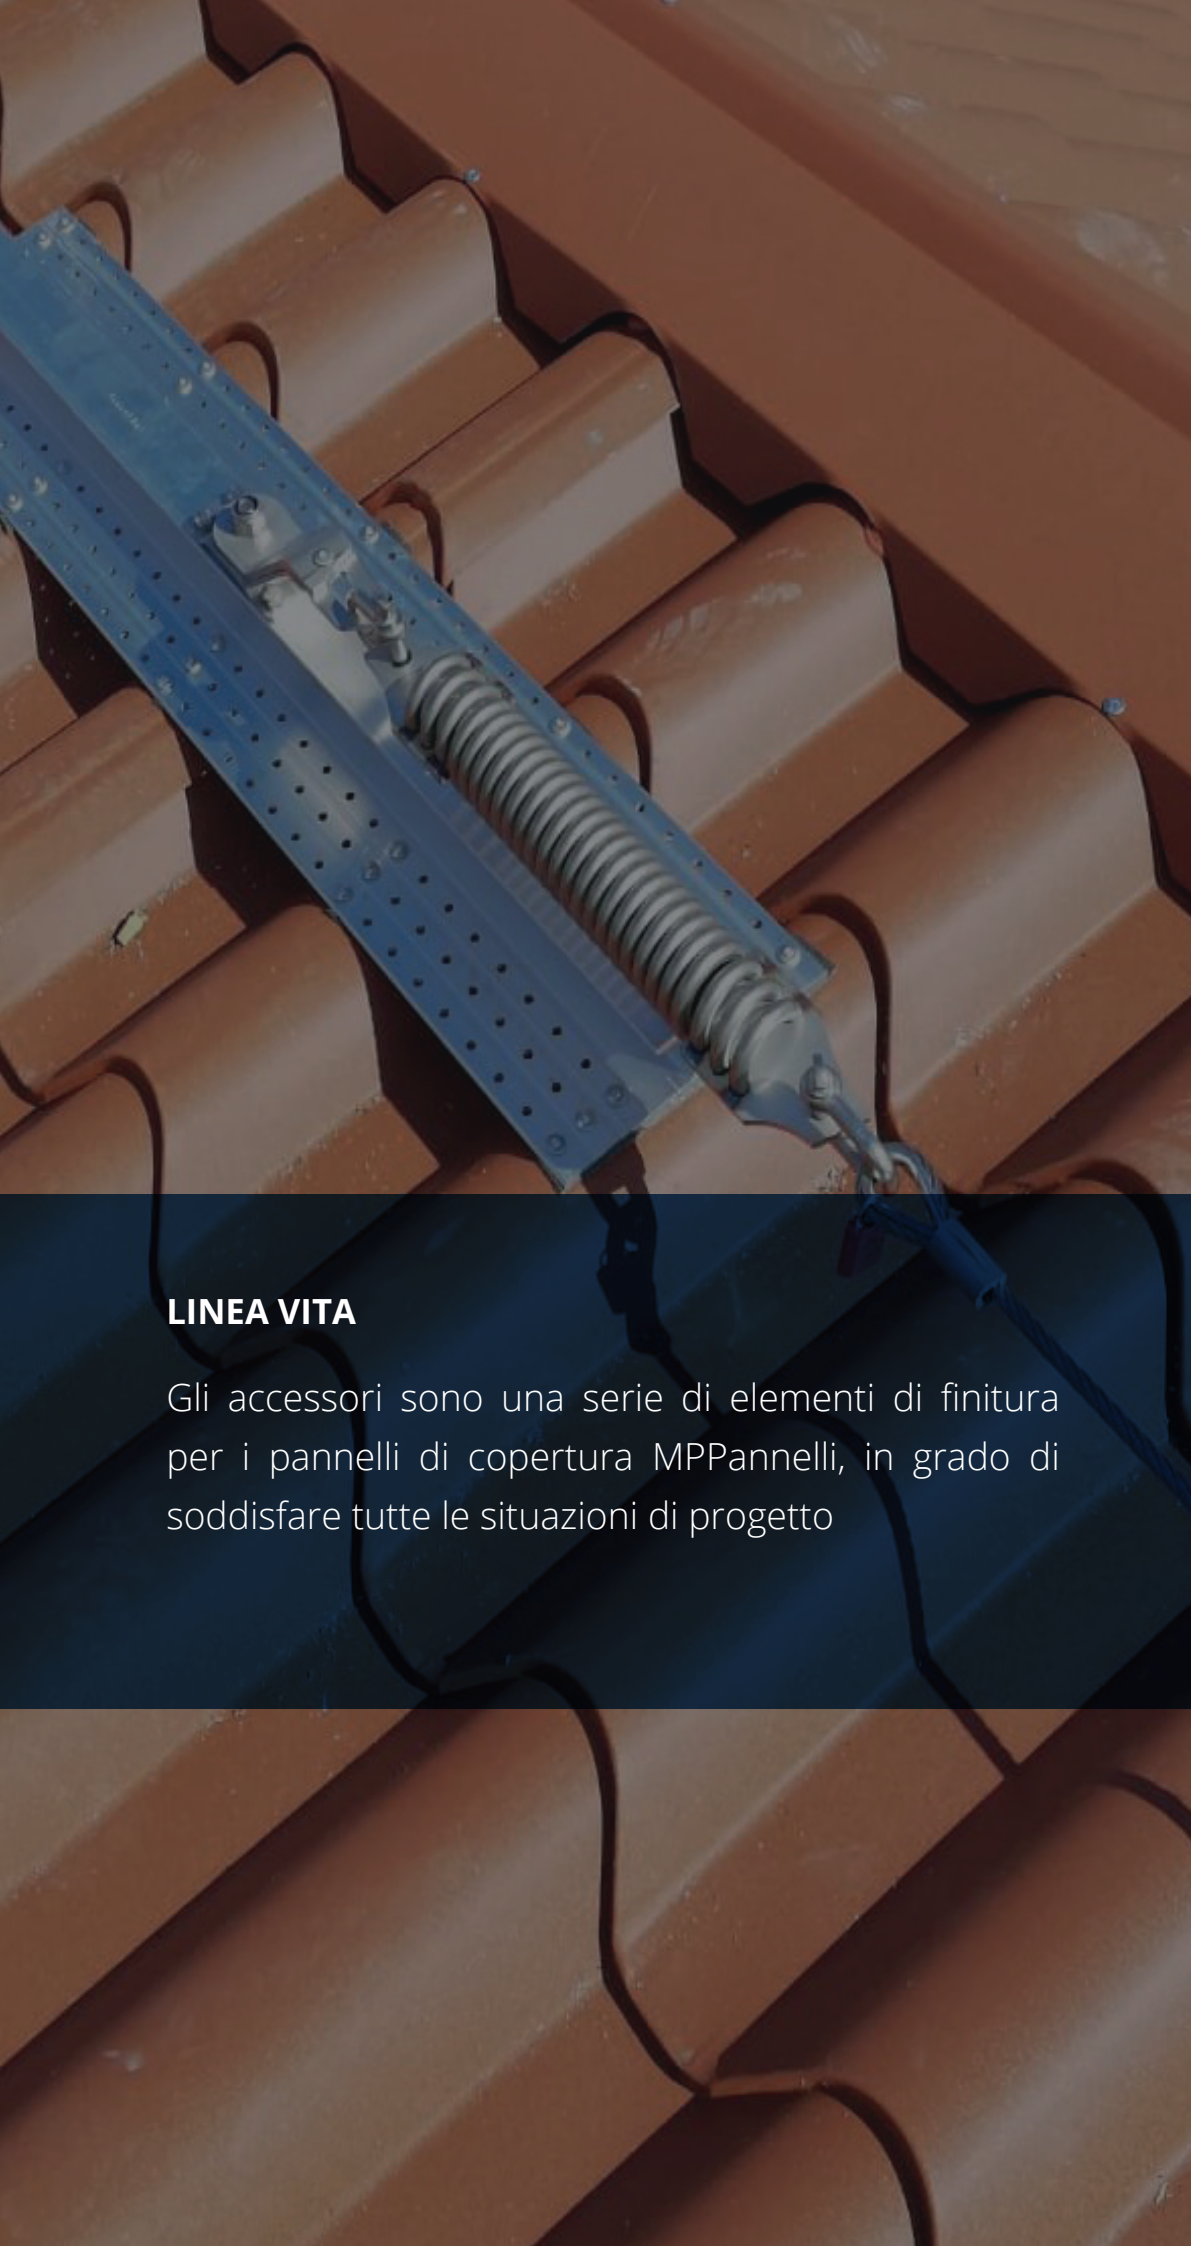 LINEA VITA
Gli accessori sono una serie di elementi di finitura
per i pannelli di copertura MPPannelli, in grado di
soddisfare tutte le situazioni di progetto